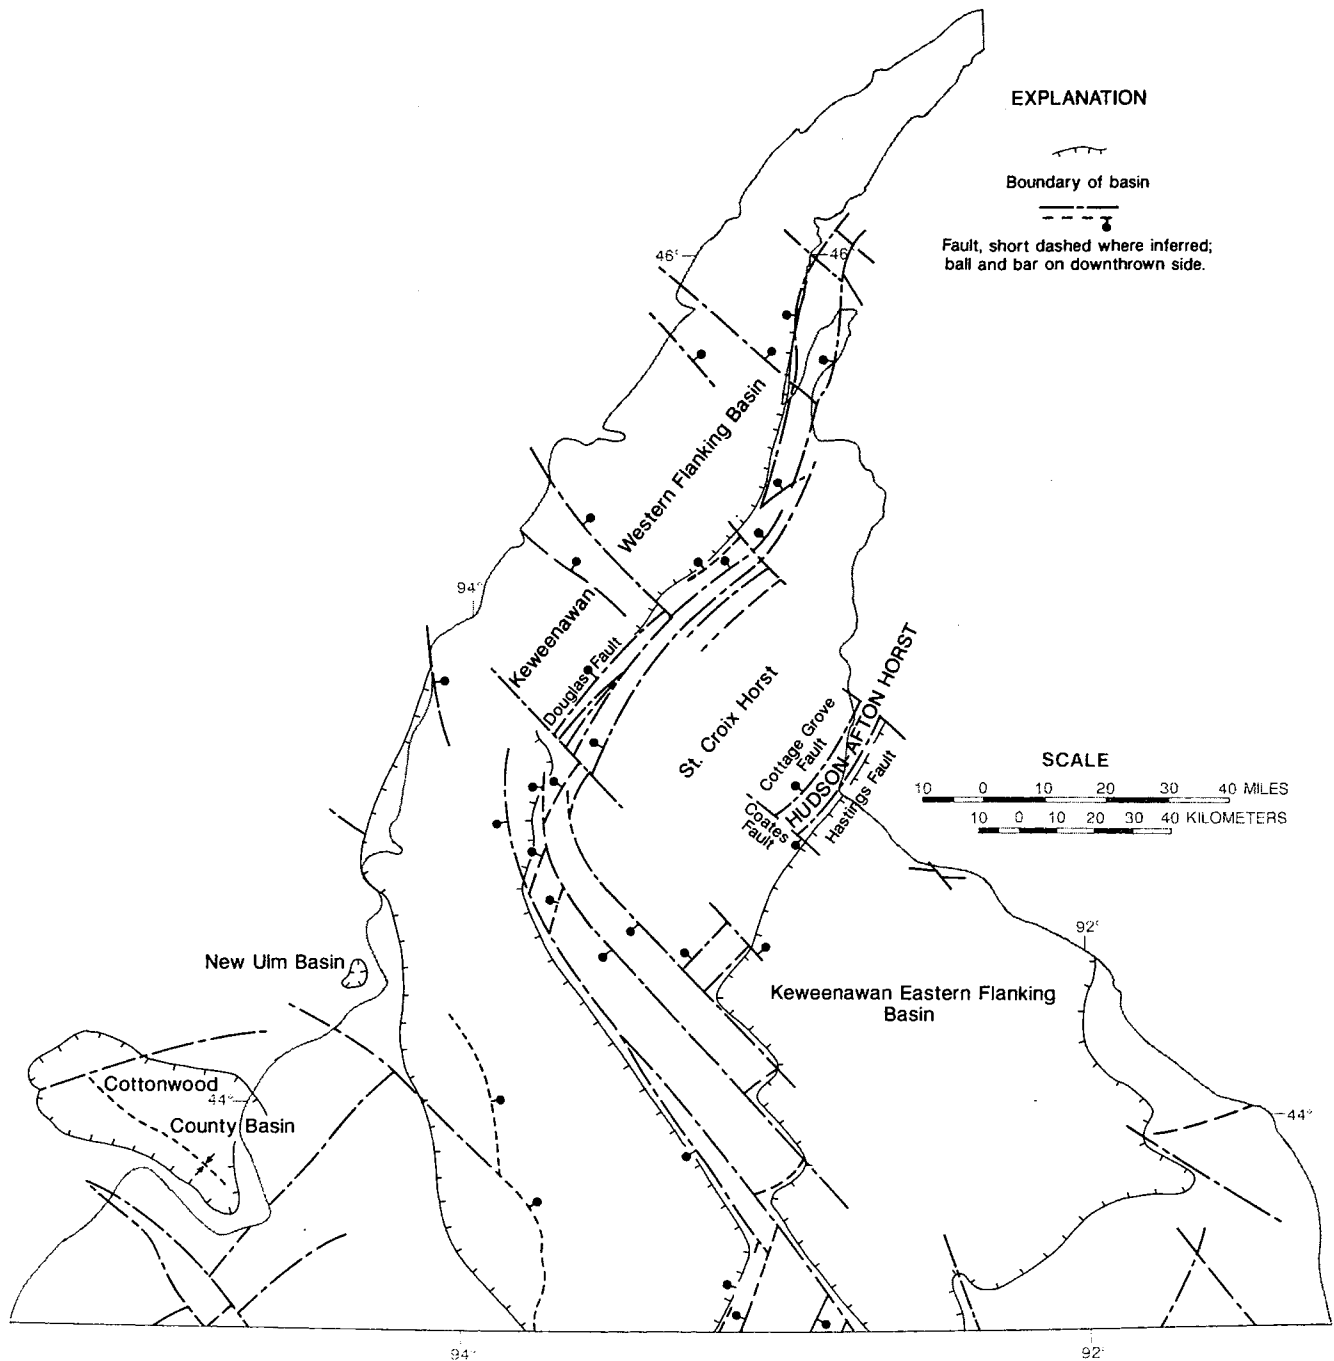 EXPLANATION
Boundary of basin
Fault, short dashed where inferred;
ball and bar on downthrown side.
46°
46
Western Flanking Basin
94°
Keweenawan
Douglas Fault
St. Croix Horst
Cottage Grove
Fault
HUDSON-AFTON HORST
Hastings Fault
Coates
Fault
SCALE
10 0 10 20 30 40 MILES
10 0 10 20 30 40 KILOMETERS
92°
New Ulm Basin
Keweenawan Eastern Flanking
Basin
Cottonwood
44°
County Basin
44°
94°
92°